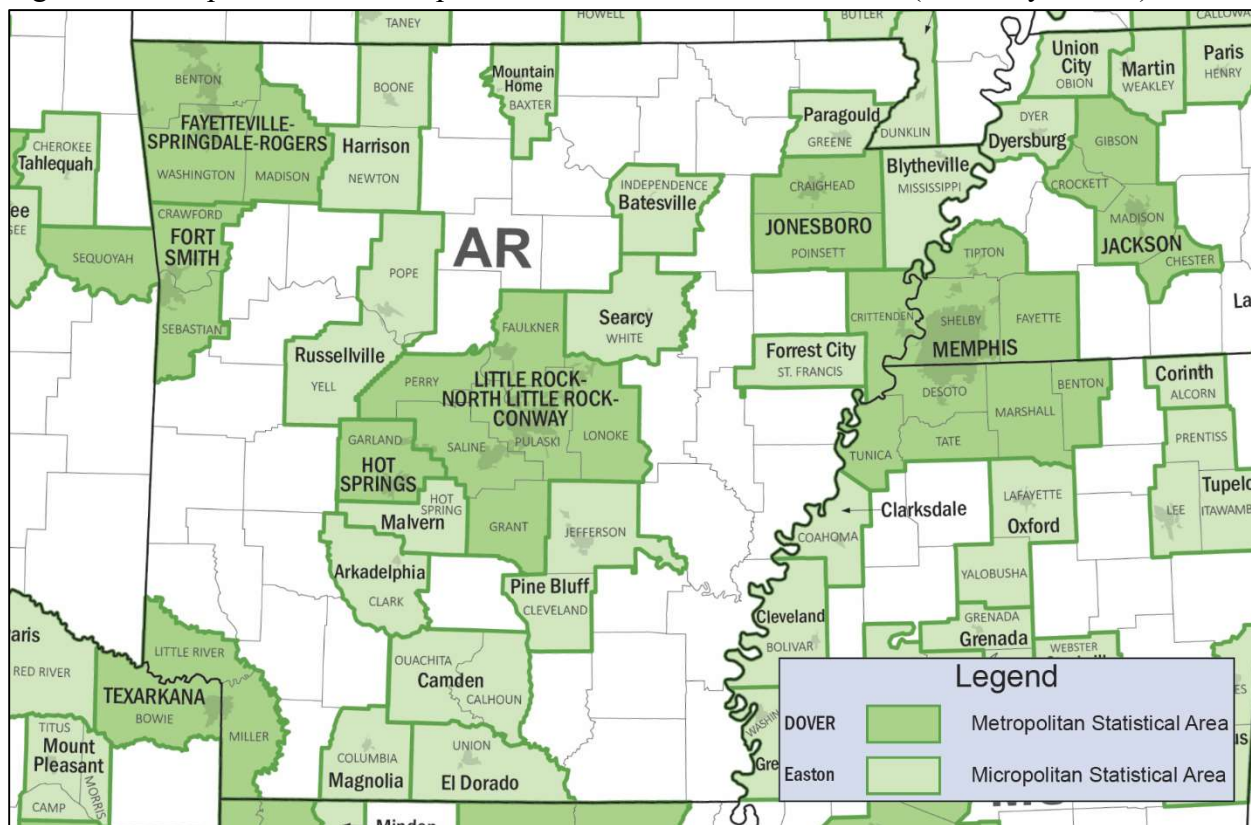 TANEY
HOWELL
BUTLER
CALLOWA
BENTON
BOONE
Mountain
Home
BAXTER
Union
City
OBION
Martin
WEAKLEY
Paris
HENRY
FAYETTEVILLE-
SPRINGDALE-ROGERS
WASHINGTON
MADISON
Harrison
NEWTON
Paragould
GREENE
DUNKLIN
DYER
Dyersburg
GIBSON
CHEROKEE
Tahlequah
INDEPENDENCE
Batesville
CRAIGHEAD
JONESBORO
POINSETT
Blytheville
MISSISSIPPI
CROCKETT
MADISON
JACKSON
CHESTER
ee
SEE
SEQUOYAH
CRAWFORD
FORT
SMITH
SEBASTIAN
AR
POPE
TIPTON
Russellville
YELL
FAULKNER
Searcy
WHITE
CRITTENDEN
SHELBY
FAYETTE
MEMPHIS
La
PERRY
LITTLE ROCK-
NORTH LITTLE ROCK-
CONWAY
SALINE
PULASKI
LONOKE
Forrest City
ST. FRANCIS
DESOTO
BENTON
MARSHALL
TATE
TUNICA
Corinth
ALCORN
PRENTISS
GARLAND
HOT
SPRINGS
HOT
SPRING
Malvern
GRANT
JEFFERSON
Clarksdale
COAHOMA
LAFAYETTE
Oxford
Tupelo
LEE
ITAWAMB
Arkadelphia
CLARK
Pine Bluff
CLEVELAND
YALOBUSHA
Cleveland
BOLIVAR
GRENADA
Grenada
WEBSTER
aris
RED RIVER
LITTLE RIVER
TEXARKANA
BOWIE
MILLER
OUACHITA
Camden
CALHOUN
TITUS
Mount
Pleasant
MORRIS
CAMP
COLUMBIA
Magnolia
UNION
El Dorado
WASHIN
Gre
Legend
DOVER Metropolitan Statistical Area
Easton Micropolitan Statistical Area
ES
us
Minden